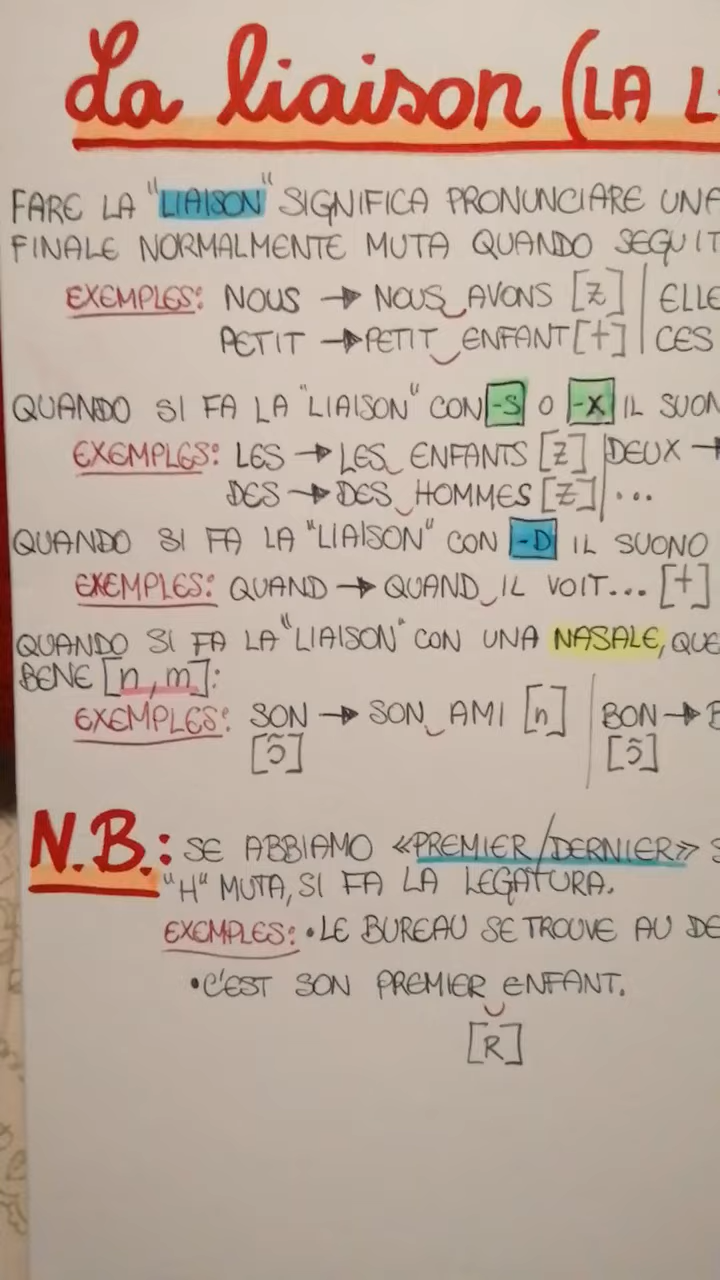 La liaison (LA
FARE LA "LIAISON" SIGNIFICA PRONUNCIARE UNA
FINALE NORMALMENTE MUTA QUANDO SEGUIT
EXEMPLES: NOUS → NOUS‿AVONS [z] | ELLE
PETIT → PETIT‿ENFANT [t] | CES
QUANDO SI FA LA "LIAISON" CON -S O -X IL SUON
EXEMPLES: LES → LES‿ENFANTS [z] | DEUX →
DES → DES‿HOMMES [z] | ...
QUANDO SI FA LA "LIAISON" CON -D IL SUONO
EXEMPLES: QUAND → QUAND‿IL VOIT... [t]
QUANDO SI FA LA "LIAISON" CON UNA NASALE, QUE
BENE [n, m]:
EXEMPLES: SON → SON‿AMI [n] | BON → B
[ɔ̃] [ɔ̃]
N.B.: SE ABBIAMO «PREMIER/DERNIER» S
"H" MUTA, SI FA LA LEGATURA.
EXEMPLES: • LE BUREAU SE TROUVE AU DE
• C'EST SON PREMIER‿ENFANT.
[R]